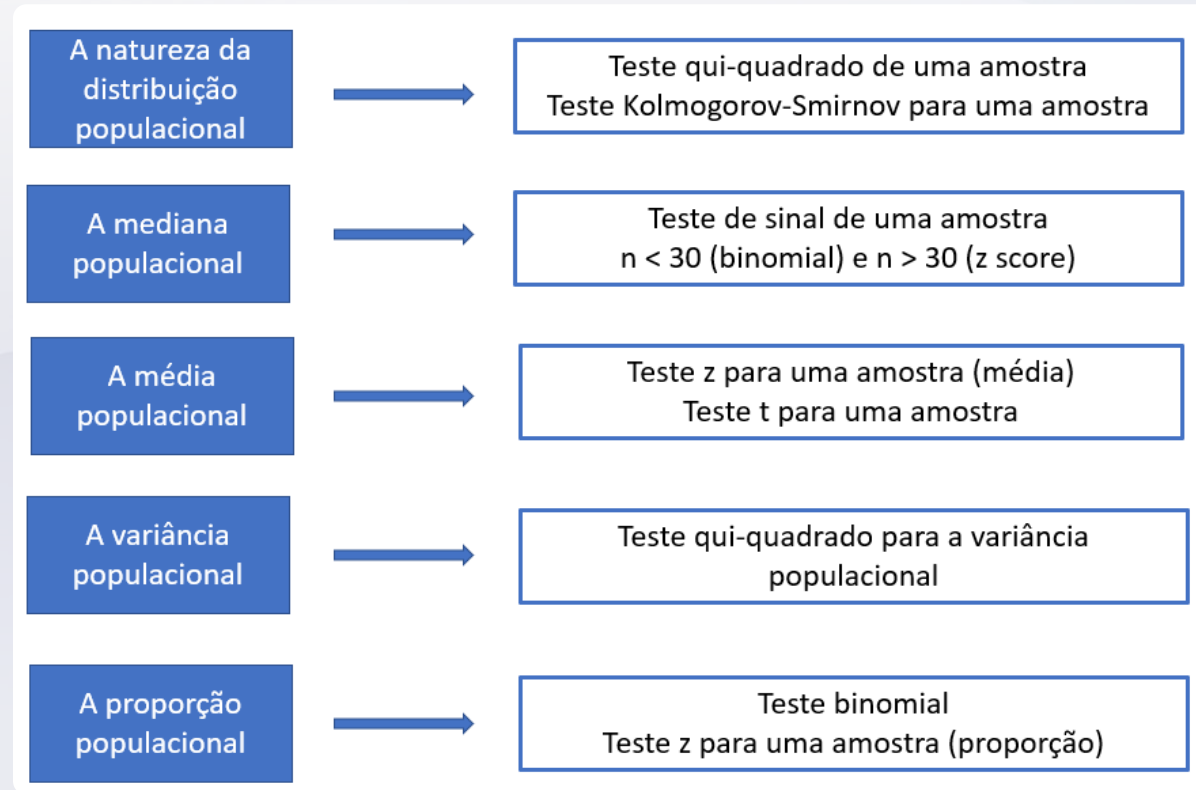 A natureza da
distribuição
populacional
Teste qui-quadrado de uma amostra
Teste Kolmogorov-Smirnov para uma amostra
A mediana
populacional
Teste de sinal de uma amostra
n < 30 (binomial) e n > 30 (z score)
A média
populacional
Teste z para uma amostra (média)
Teste t para uma amostra
A variância
populacional
Teste qui-quadrado para a variância
populacional
A proporção
populacional
Teste binomial
Teste z para uma amostra (proporção)